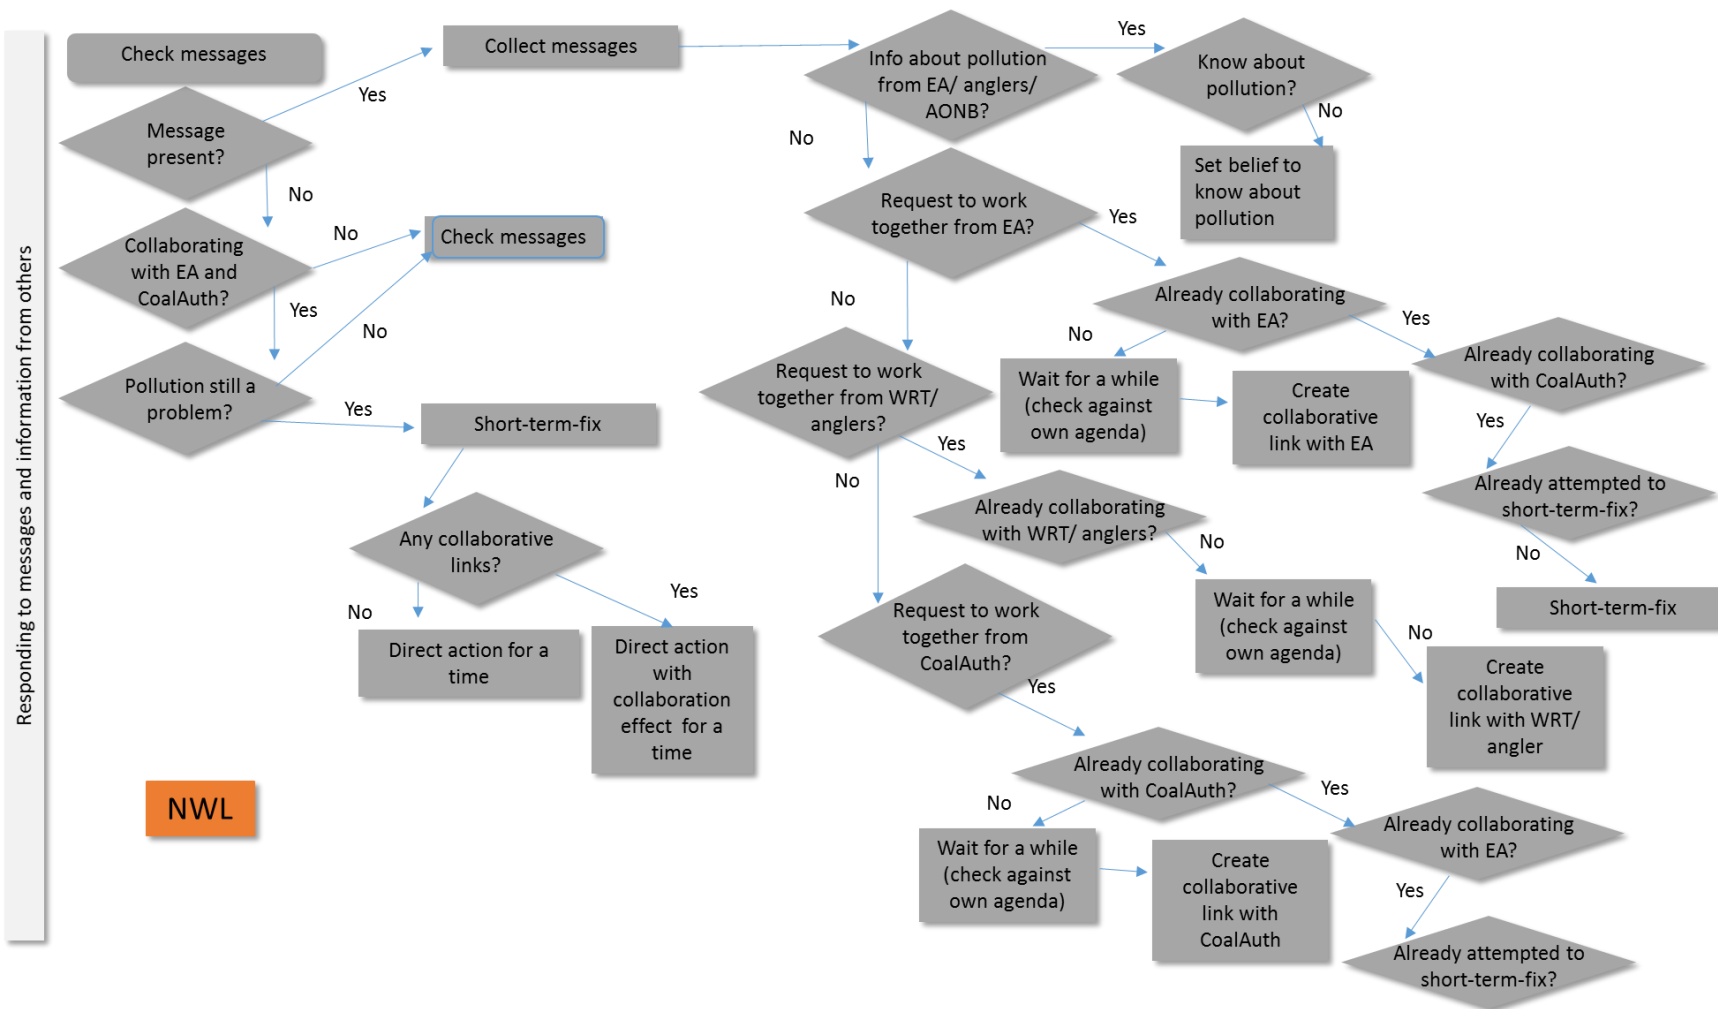 Responding to messages and information from others
Check messages
Message
present?
Yes
No
Collaborating
with EA and
CoalAuth?
No
Yes
Check messages
Pollution still a
problem?
No
Yes
Short-term-fix
Any collaborative
links?
No
Yes
Direct action for a
time
Direct action
with
collaboration
effect for a
time
NWL
Collect messages
Info about pollution
from EA/ anglers/
AONB?
Yes
No
Know about
pollution?
No
Set belief to
know about
pollution
Request to work
together from EA?
Yes
No
Already collaborating
with EA?
No
Yes
Wait for a while
(check against
own agenda)
Create
collaborative
link with EA
Already collaborating
with CoalAuth?
Yes
Already attempted to
short-term-fix?
No
Short-term-fix
Request to work
together from WRT/
anglers?
Yes
No
Already collaborating
with WRT/ anglers?
No
Wait for a while
(check against
own agenda)
No
Create
collaborative
link with WRT/
angler
Request to work
together from
CoalAuth?
Yes
Already collaborating
with CoalAuth?
No
Yes
Wait for a while
(check against
own agenda)
Create
collaborative
link with
CoalAuth
Already collaborating
with EA?
Yes
Already attempted to
short-term-fix?